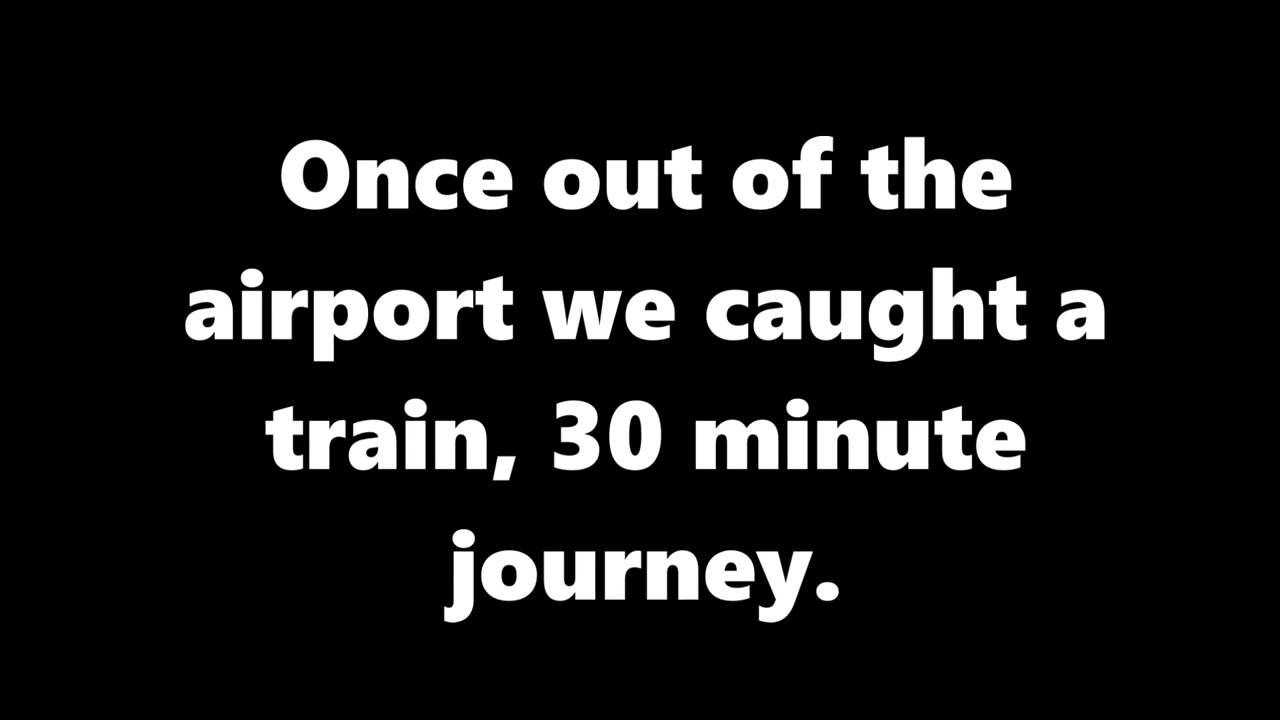 Once out of the
airport we caught a
train, 30 minute
journey.